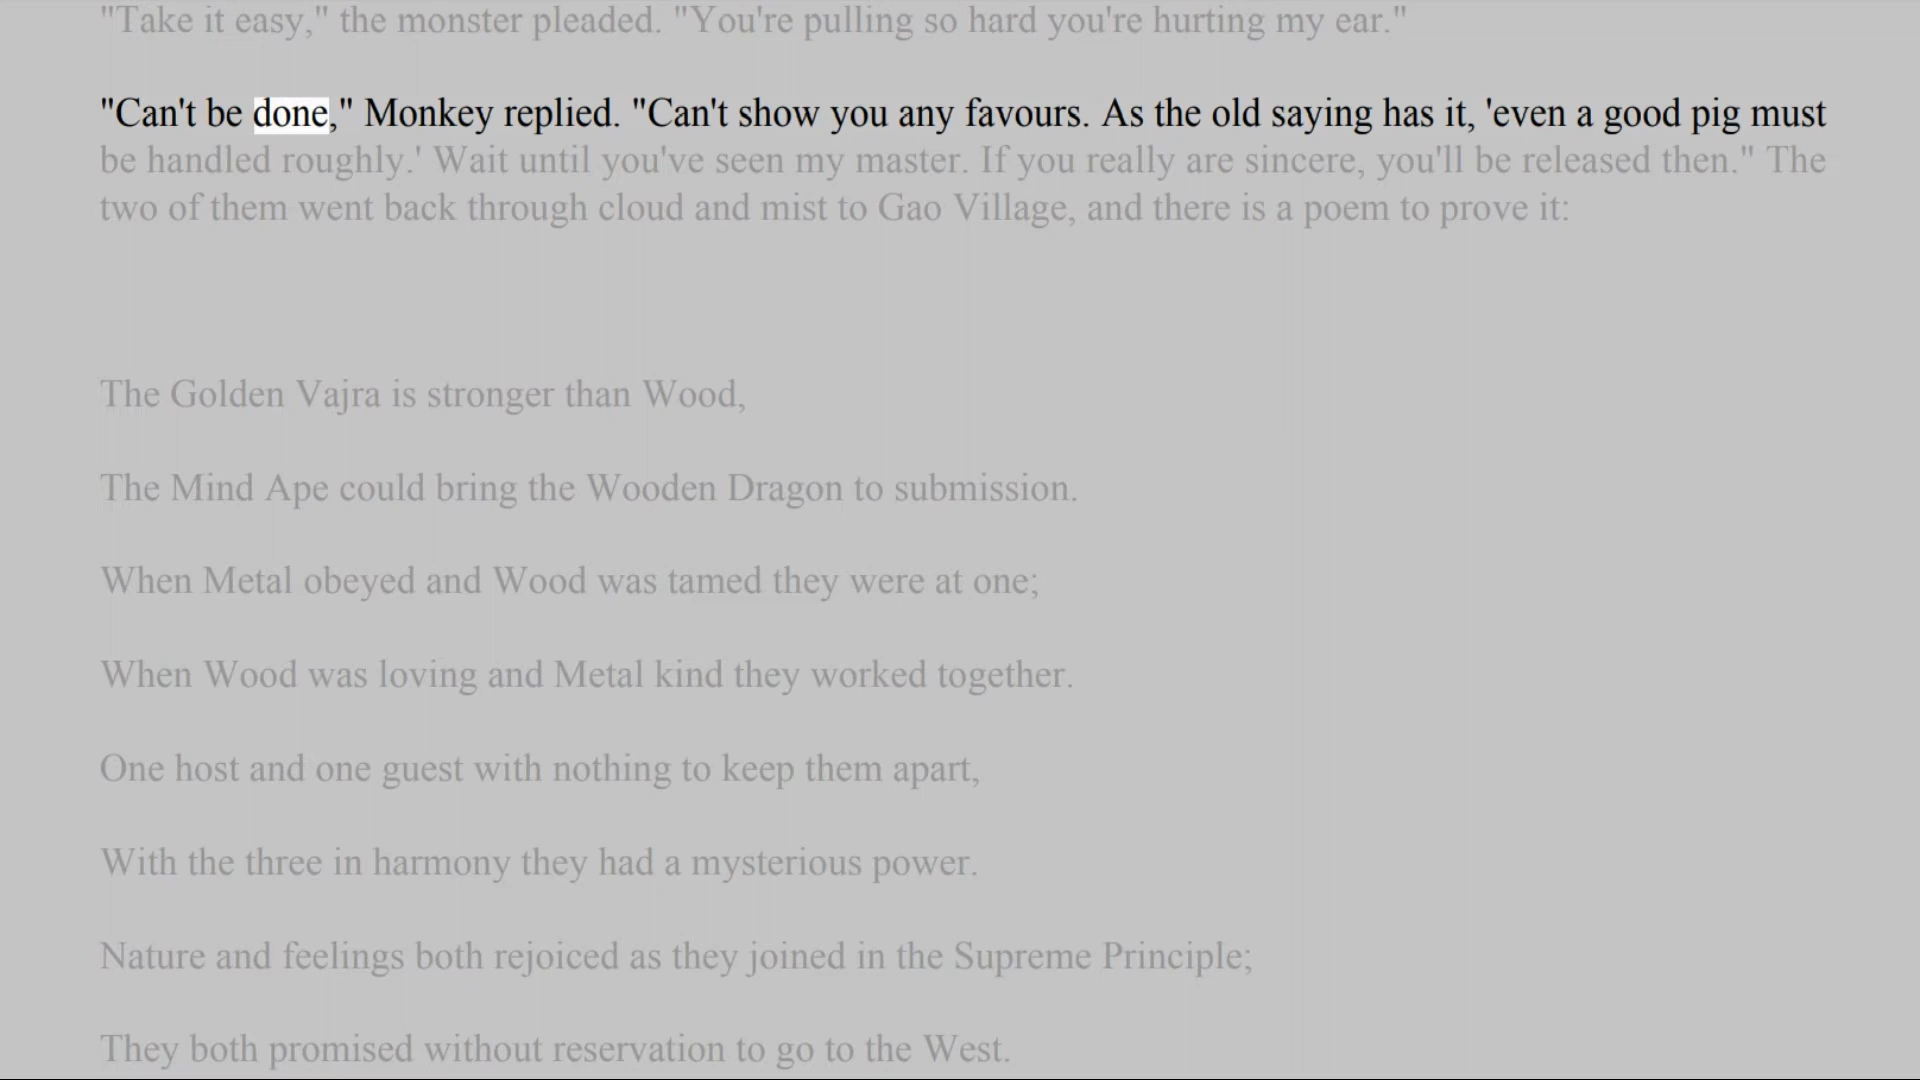 "Take it easy," the monster pleaded. "You're pulling so hard you're hurting my ear."
"Can't be done," Monkey replied. "Can't show you any favours. As the old saying has it, 'even a good pig must
be handled roughly.' Wait until you've seen my master. If you really are sincere, you'll be released then." The
two of them went back through cloud and mist to Gao Village, and there is a poem to prove it:
The Golden Vajra is stronger than Wood,
The Mind Ape could bring the Wooden Dragon to submission.
When Metal obeyed and Wood was tamed they were at one;
When Wood was loving and Metal kind they worked together.
One host and one guest with nothing to keep them apart,
With the three in harmony they had a mysterious power.
Nature and feelings both rejoiced as they joined in the Supreme Principle;
They both promised without reservation to go to the West.